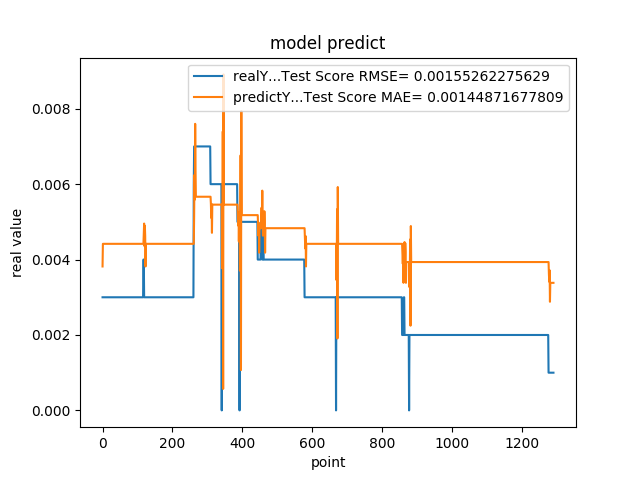 model predict
realY...Test Score RMSE= 0.00155262275629
predictY...Test Score MAE= 0.00144871677809
real value
0.008
0.006
0.004
0.002
0.000
0 200 400 600 800 1000 1200
point